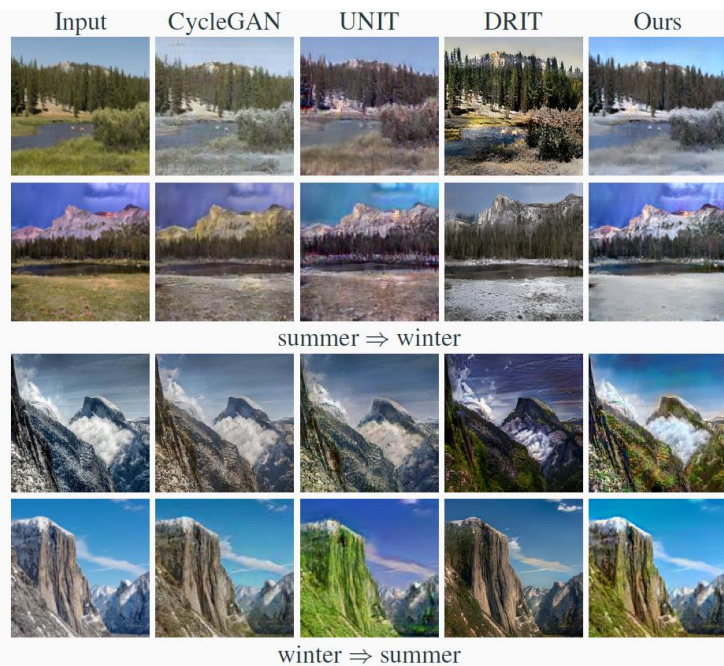 Input CycleGAN UNIT DRIT Ours
summer ⇒ winter
winter ⇒ summer